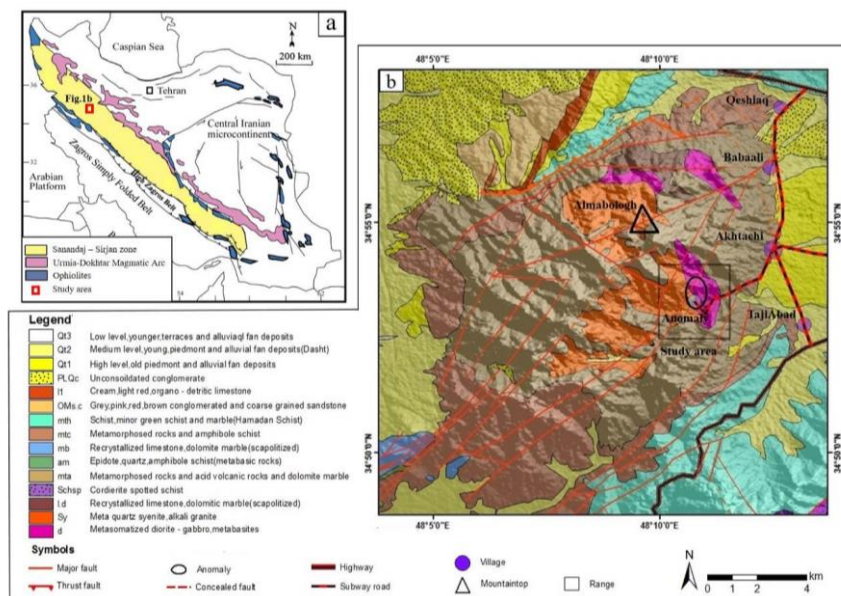 a
Caspian Sea
N
200 km
36
Tehran
Fig.1b
Central Iranian
microcontinent
32
Zagros Simply Folded Belt
High Zagros Belt
Arabian
Platform
Sanandaj - Sirjan zone
Urmia-Dokhtar Magmatic Arc
Ophiolites
Study area
54
48°5'0"E
48°10'0"E
b
Qeshlaq
Babaali
Almabologh
34°55'0"N
34°55'0"N
Akhtachi
TajiAbad
Anomaly
Study area
34°50'0"N
34°50'0"N
48°5'0"E
48°10'0"E
Legend
Qt3 Low level,younger,terraces and alluviaql fan deposits
Qt2 Medium level,young,piedmont and alluvial fan deposits(Dasht)
Qt1 High level,old piedmont and alluvial fan deposits
PLQc Unconsoildated conglomerate
l1 Cream,light red,organo - detritic limestone
OMs.c Grey,pink,red,brown conglomerated and coarse grained sandstone
mth Schist,minor green schist and marble(Hamadan Schist)
mtc Metamorphosed rocks and amphibole schist
mb Recrystallized limestone,dolomite marble(scapolitized)
am Epidote,quartz,amphibole schist(metabasic rocks)
mta Metamorphosed rocks and acid volcanic rocks and dolomite marble
Schsp Cordierite spotted schist
l.d Recrystallized limestone,dolomitic marble(scapolitized)
Sy Meta quartz syenite,alkali granite
d Metasomatized diorite - gabbro,metabasites
Symbols
Major fault
Anomaly
Highway
Village
Thrust fault
Concealed fault
Subway road
Mountaintop
Range
N
0 1 2 4
km